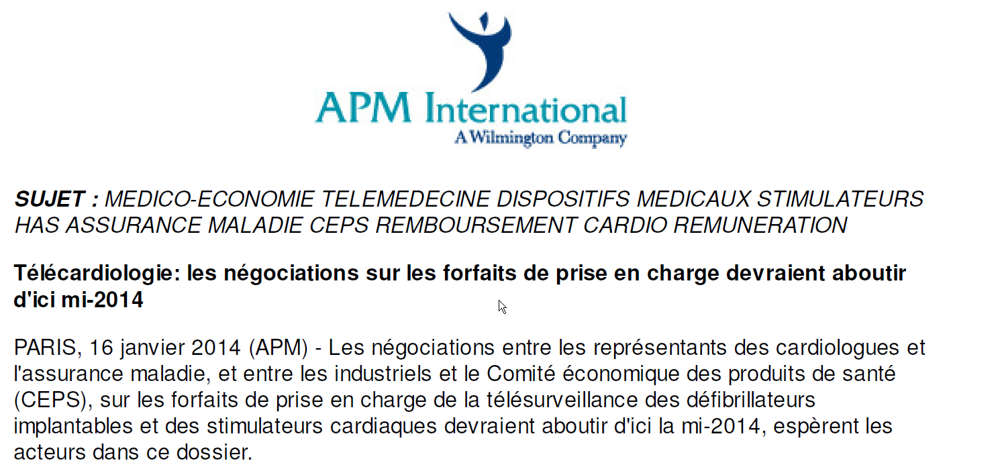 APM International
A Wilmington Company
SUJET : MEDICO-ECONOMIE TELEMEDECINE DISPOSITIFS MEDICAUX STIMULATEURS
HAS ASSURANCE MALADIE CEPS REMBOURSEMENT CARDIO REMUNERATION
Télécardiologie: les négociations sur les forfaits de prise en charge devraient aboutir
d'ici mi-2014
PARIS, 16 janvier 2014 (APM) - Les négociations entre les représentants des cardiologues et
l'assurance maladie, et entre les industriels et le Comité économique des produits de santé
(CEPS), sur les forfaits de prise en charge de la télésurveillance des défibrillateurs
implantables et des stimulateurs cardiaques devraient aboutir d'ici la mi-2014, espèrent les
acteurs dans ce dossier.